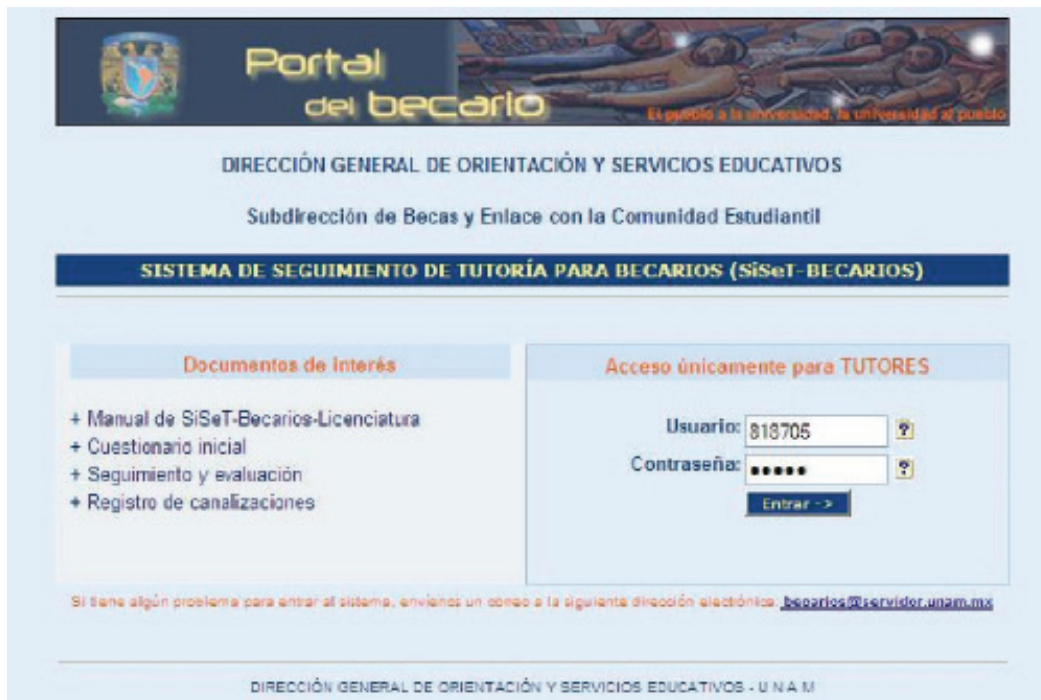 Portal
del becario
El pueblo a la universidad, la universidad al pueblo
DIRECCIÓN GENERAL DE ORIENTACIÓN Y SERVICIOS EDUCATIVOS
Subdirección de Becas y Enlace con la Comunidad Estudiantil
SISTEMA DE SEGUIMIENTO DE TUTORÍA PARA BECARIOS (SiSeT-BECARIOS)
Documentos de Interés
+ Manual de SiSeT-Becarios-Licenciatura
+ Cuestionario inicial
+ Seguimiento y evaluación
+ Registro de canalizaciones
Acceso únicamente para TUTORES
Usuario: 818705 ?
Contraseña: ●●●●● ?
Entrar ->
Si tiene algún problema para entrar al sistema, envíenos un correo a la siguiente dirección electrónica: becarios@servidor.unam.mx
DIRECCIÓN GENERAL DE ORIENTACIÓN Y SERVICIOS EDUCATIVOS - U N A M